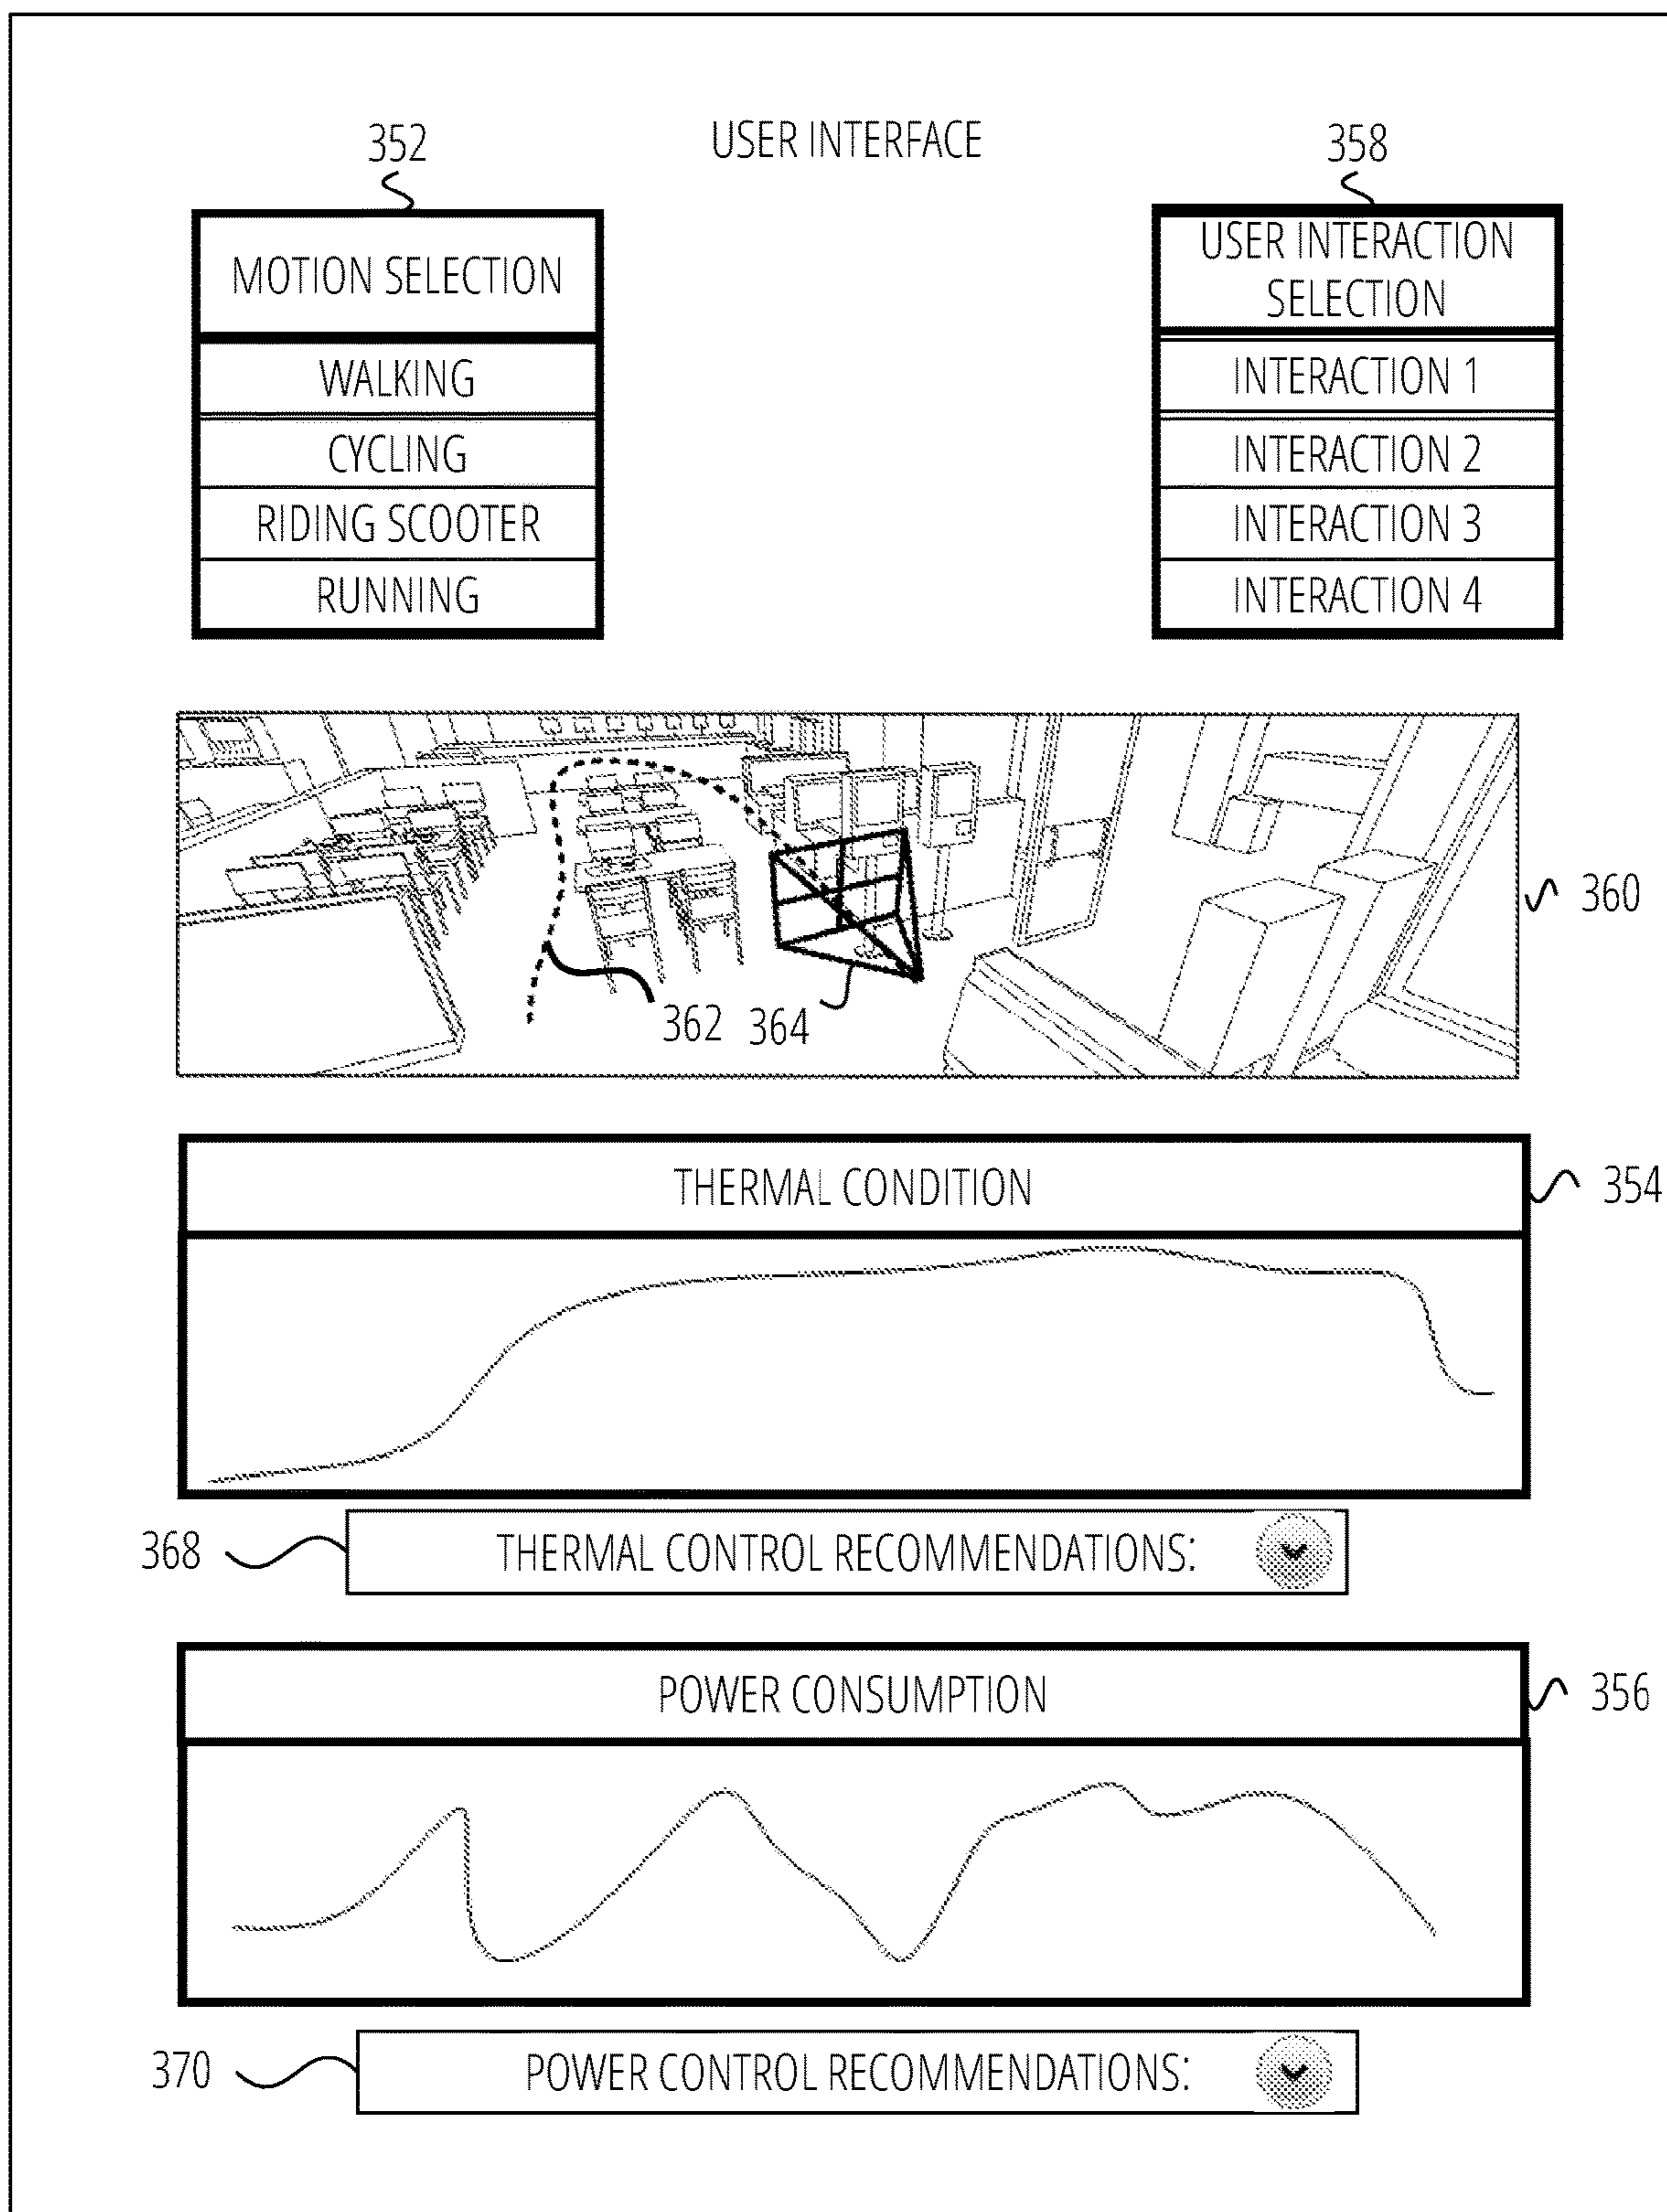 352
USER INTERFACE
358
MOTION SELECTION
WALKING
CYCLING
RIDING SCOOTER
RUNNING
USER INTERACTION
SELECTION
INTERACTION 1
INTERACTION 2
INTERACTION 3
INTERACTION 4
360
362
364
THERMAL CONDITION
354
368
THERMAL CONTROL RECOMMENDATIONS:
POWER CONSUMPTION
356
370
POWER CONTROL RECOMMENDATIONS: